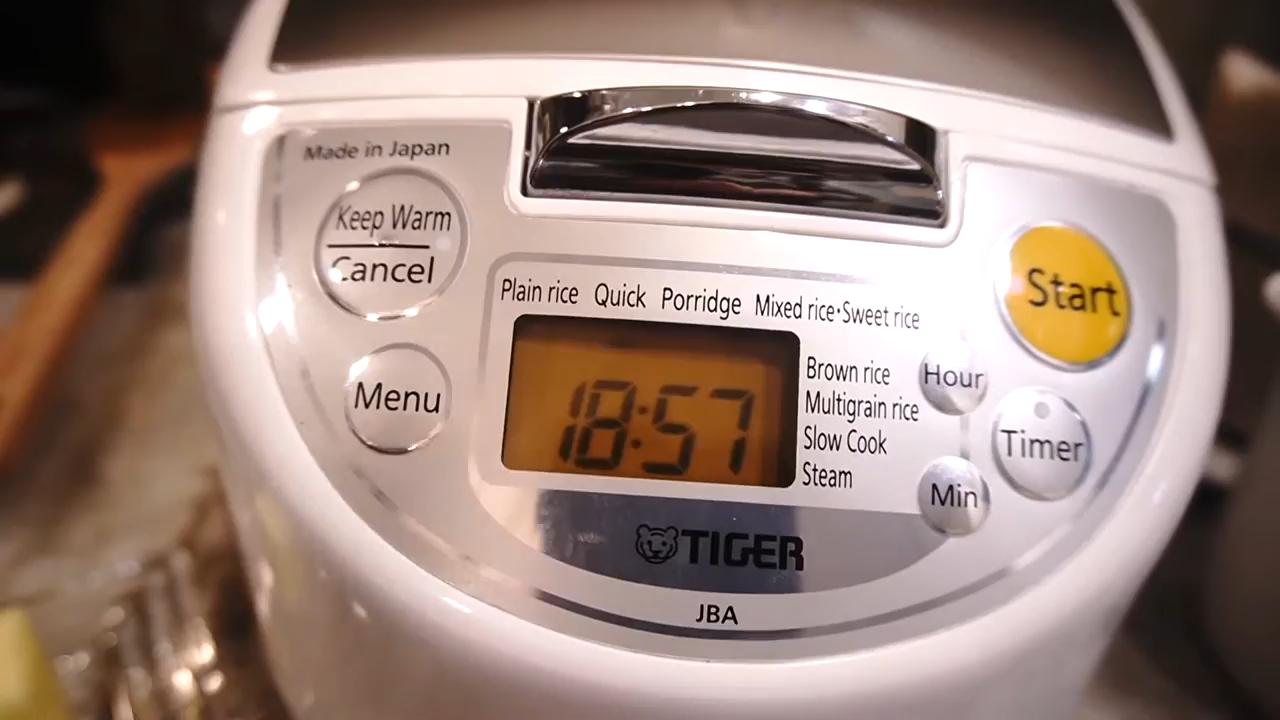 Made in Japan
Keep Warm
Cancel
Menu
Plain rice Quick Porridge Mixed rice•Sweet rice
Brown rice
Multigrain rice
Slow Cook
Steam
18:57
Start
Hour
Timer
Min
TIGER
JBA